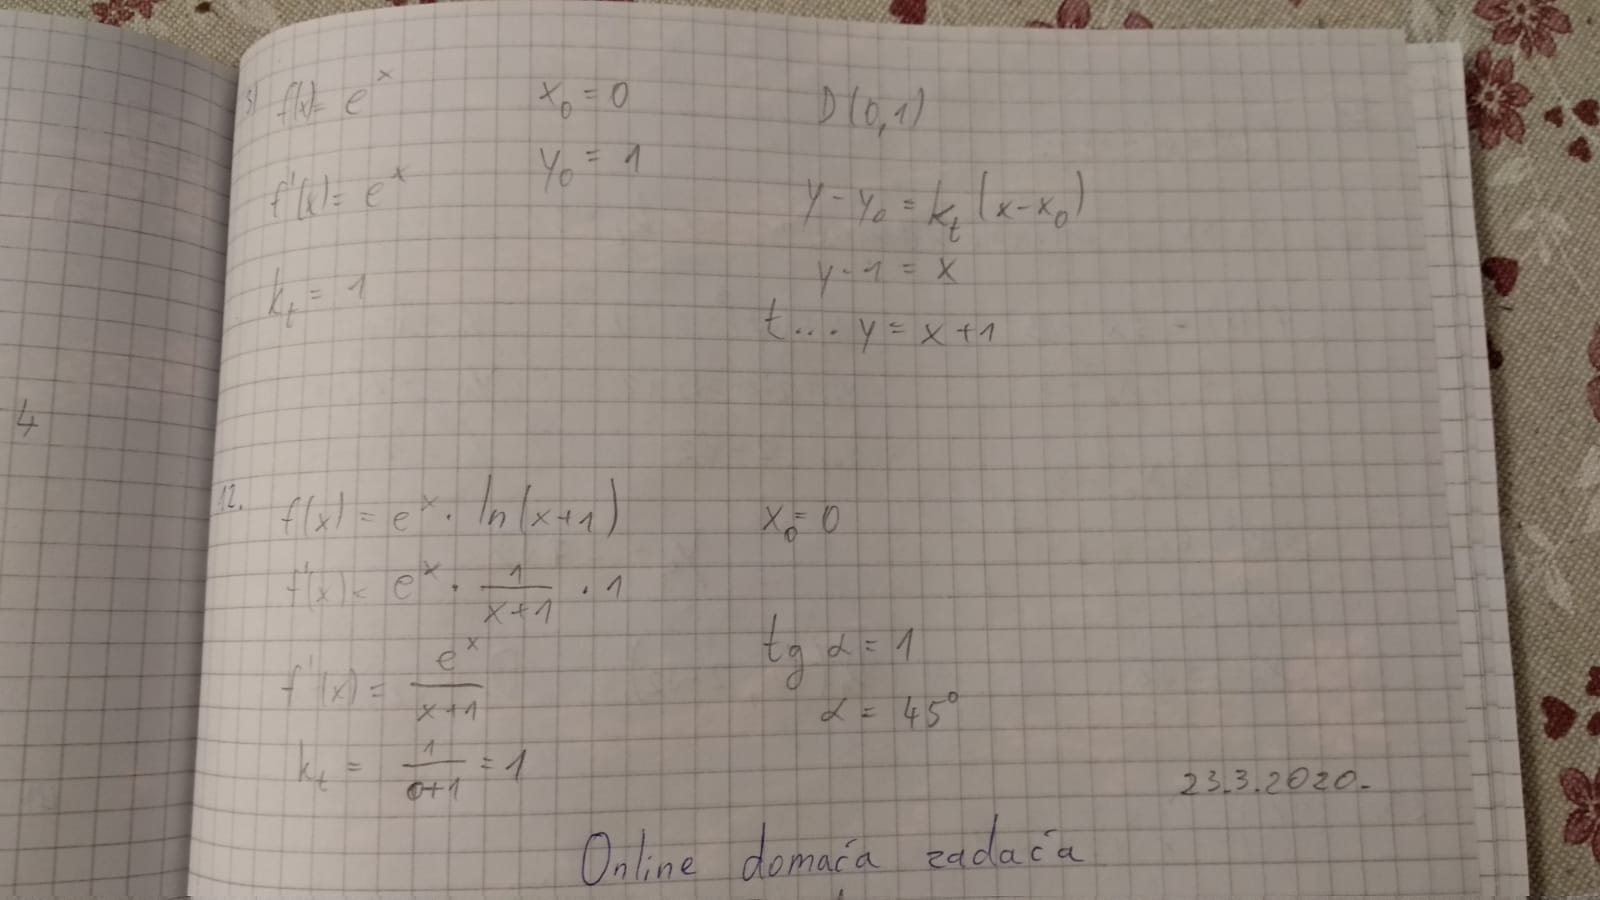 3) f(x)= e^x    x₀ = 0    D(0,1)
f'(x)= e^x    y₀ = 1    y-y₀ = k_t (x-x₀)
k_t = 1    y-1 = x
t... y = x+1
4
12. f(x) = e^x · ln(x+1)    x₀ = 0
f'(x) = e^x · 1/(x+1) · 1
f'(x) = e^x/(x+1)    tg α = 1
α = 45°
k_t = 1/(0+1) = 1
23.3.2020.
Online domaća zadaća